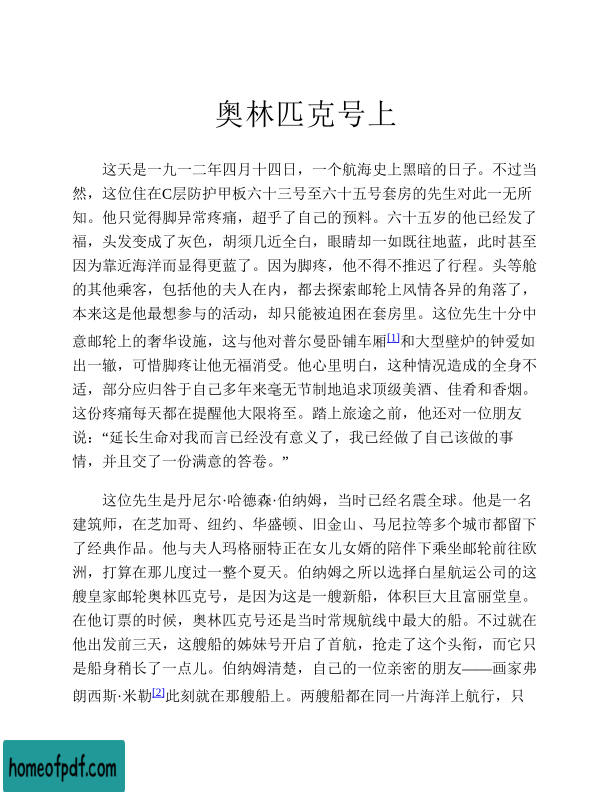 奥林匹克号上
这天是一九一二年四月十四日，一个航海史上黑暗的日子。不过当
然，这位住在C层防护甲板六十三号至六十五号套房的先生对此一无所
知。他只觉得脚异常疼痛，超乎了自己的预料。六十五岁的他已经发了
福，头发变成了灰色，胡须几近全白，眼睛却一如既往地蓝，此时甚至
因为靠近海洋而显得更蓝了。因为脚疼，他不得不推迟了行程。头等舱
的其他乘客，包括他的夫人在内，都去探索邮轮上风情各异的角落了，
本来这是他最想参与的活动，却只能被迫困在套房里。这位先生十分中
意邮轮上的奢华设施，这与他对普尔曼卧铺车厢[1]和大型壁炉的钟爱如
出一辙，可惜脚疼让他无福消受。他心里明白，这种情况造成的全身不
适，部分应归咎于自己多年来毫无节制地追求顶级美酒、佳肴和香烟。
这份疼痛每天都在提醒他大限将至。踏上旅途之前，他还对一位朋友
说：“延长生命对我而言已经没有意义了，我已经做了自己该做的事
情，并且交了一份满意的答卷。”
这位先生是丹尼尔·哈德森·伯纳姆，当时已经名震全球。他是一名
建筑师，在芝加哥、纽约、华盛顿、旧金山、马尼拉等多个城市都留下
了经典作品。他与夫人玛格丽特正在女儿女婿的陪伴下乘坐邮轮前往欧
洲，打算在那儿度过一整个夏天。伯纳姆之所以选择白星航运公司的这
艘皇家邮轮奥林匹克号，是因为这是一艘新船，体积巨大且富丽堂皇。
在他订票的时候，奥林匹克号还是当时常规航线中最大的船。不过就在
他出发前三天，这艘船的姊妹号开启了首航，抢走了这个头衔，而它只
是船身稍长了一点儿。伯纳姆清楚，自己的一位亲密的朋友——画家弗
朗西斯·米勒[2]此刻就在那艘船上。两艘船都在同一片海洋上航行，只
homeofpdf.com